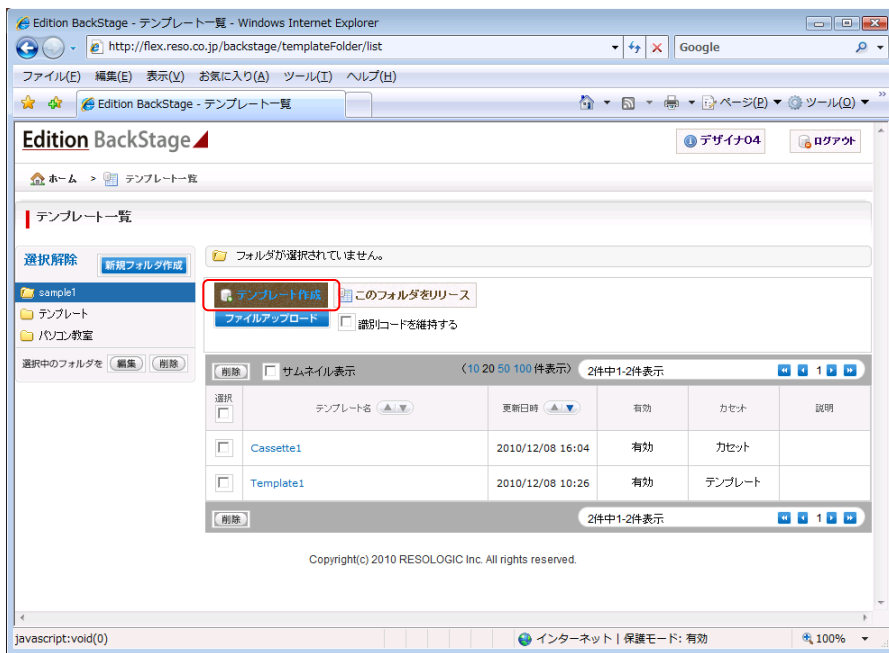 Edition BackStage - テンプレート一覧 - Windows Internet Explorer
http://flex.reso.co.jp/backstage/templateFolder/list
Google
ファイル(F) 編集(E) 表示(V) お気に入り(A) ツール(T) ヘルプ(H)
Edition BackStage - テンプレート一覧
ページ(P) ツール(O)
Edition BackStage
デザイナ04 ログアウト
ホーム > テンプレート一覧
テンプレート一覧
選択解除 新規フォルダ作成
フォルダが選択されていません。
sample1
テンプレート
パソコン教室
選択中のフォルダを 編集 削除
テンプレート作成 このフォルダをリリース
ファイルアップロード 識別コードを維持する
削除 サムネイル表示 (10 20 50 100 件表示) 2件中1-2件表示 1
選択 テンプレート名 ▲ ▼ 更新日時 ▲ ▼ 有効 カセット 説明
Cassette1 2010/12/08 16:04 有効 カセット
Template1 2010/12/08 10:26 有効 テンプレート
削除 2件中1-2件表示 1
Copyright(c) 2010 RESOLOGIC Inc. All rights reserved.
javascript:void(0) インターネット | 保護モード: 有効 100%